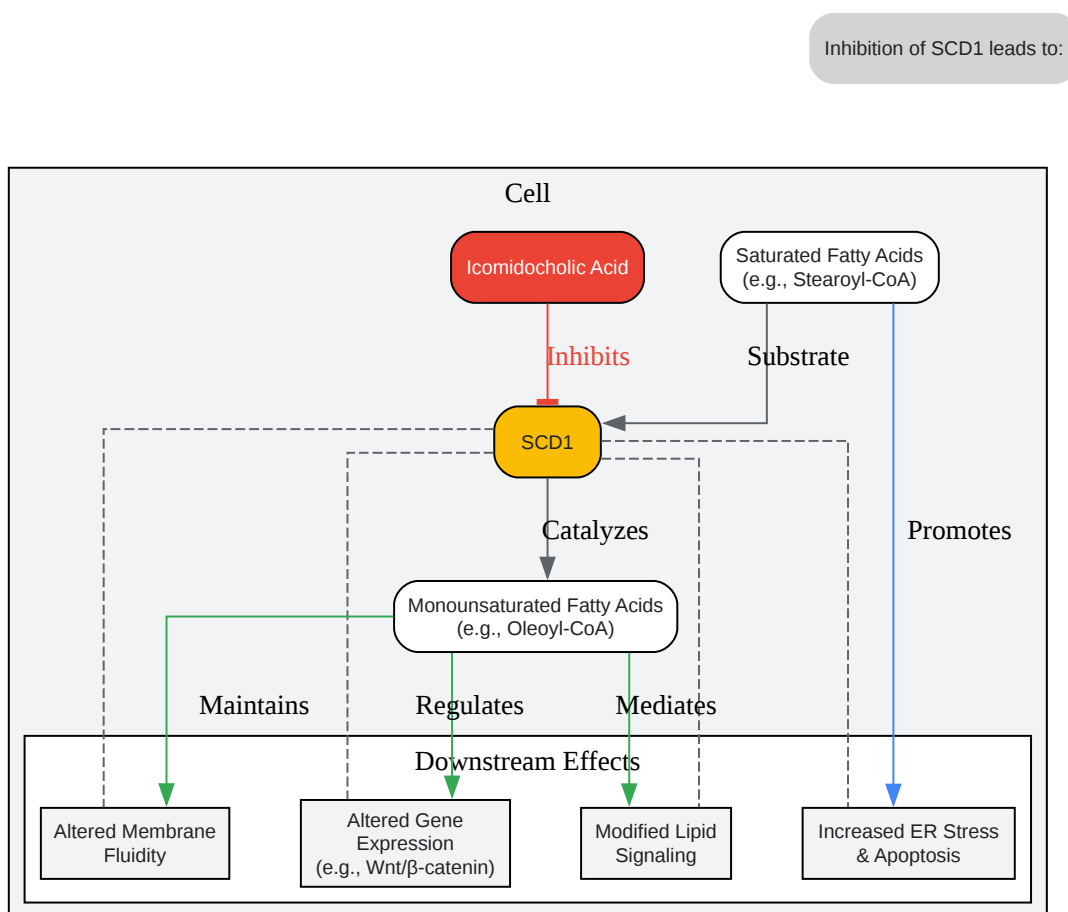 Inhibition of SCD1 leads to:
Cell
Icomidocholic Acid
Saturated Fatty Acids
(e.g., Stearoyl-CoA)
Inhibits
Substrate
SCD1
Catalyzes
Promotes
Monounsaturated Fatty Acids
(e.g., Oleoyl-CoA)
Maintains
Regulates
Mediates
Downstream Effects
Altered Membrane
Fluidity
Altered Gene
Expression
(e.g., Wnt/β-catenin)
Modified Lipid
Signaling
Increased ER Stress
& Apoptosis